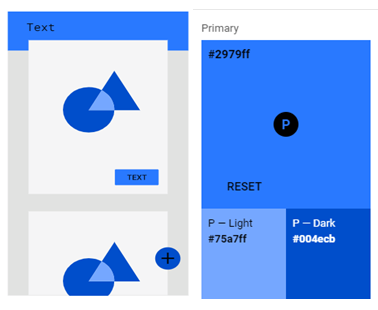 Text
TEXT
Primary
#2979ff
P
RESET
P — Light
#75a7ff
P — Dark
#004ecb